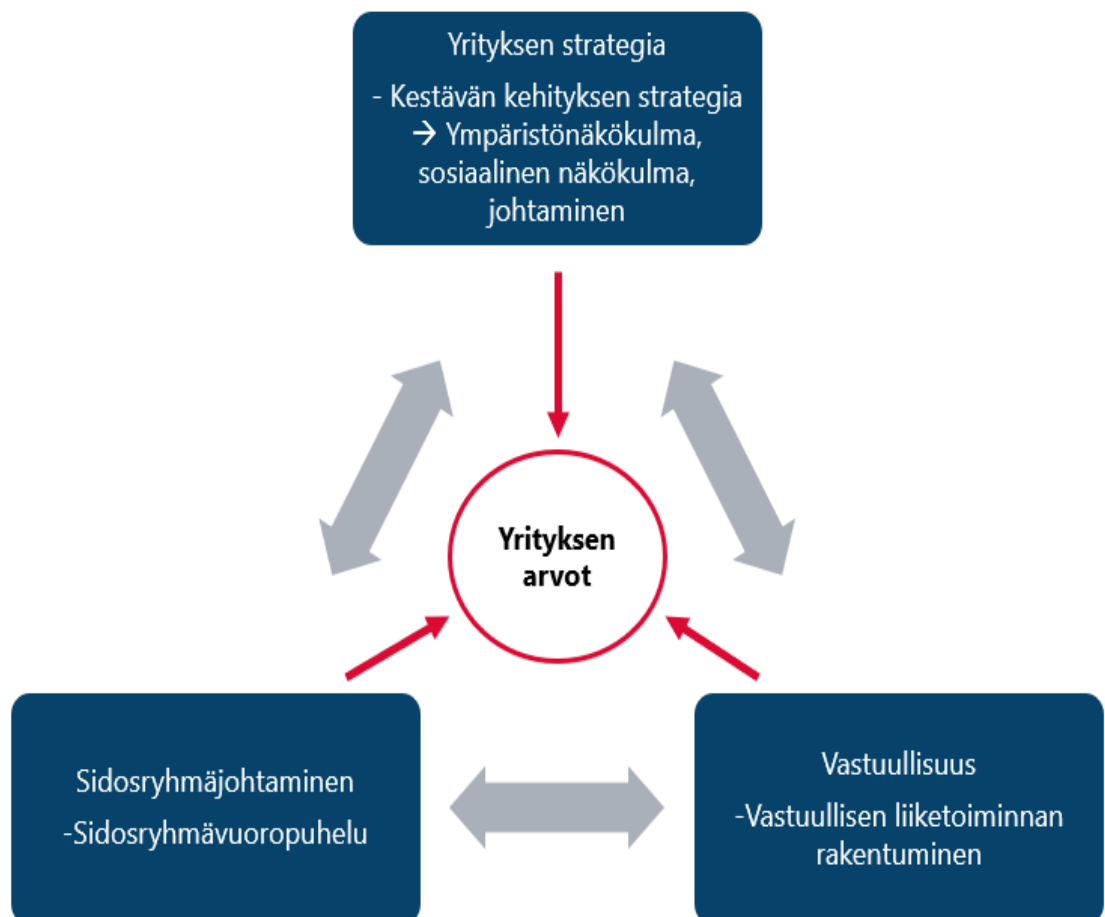 Yrityksen strategia
- Kestävän kehityksen strategia
→ Ympäristönäkökulma,
sosiaalinen näkökulma,
johtaminen
Yrityksen
arvot
Sidosryhmäjohtaminen
-Sidosryhmävuoropuhelu
Vastuullisuus
-Vastuullisen liiketoiminnan
rakentuminen